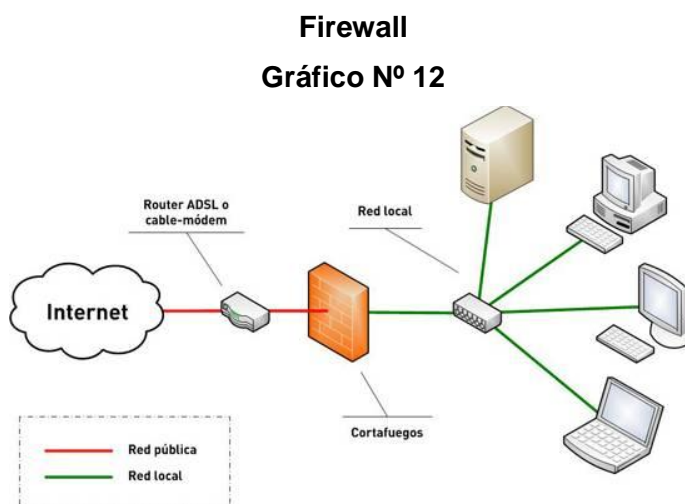 Firewall
Gráfico Nº 12
Router ADSL o
cable-módem
Red local
Internet
Cortafuegos
Red pública
Red local